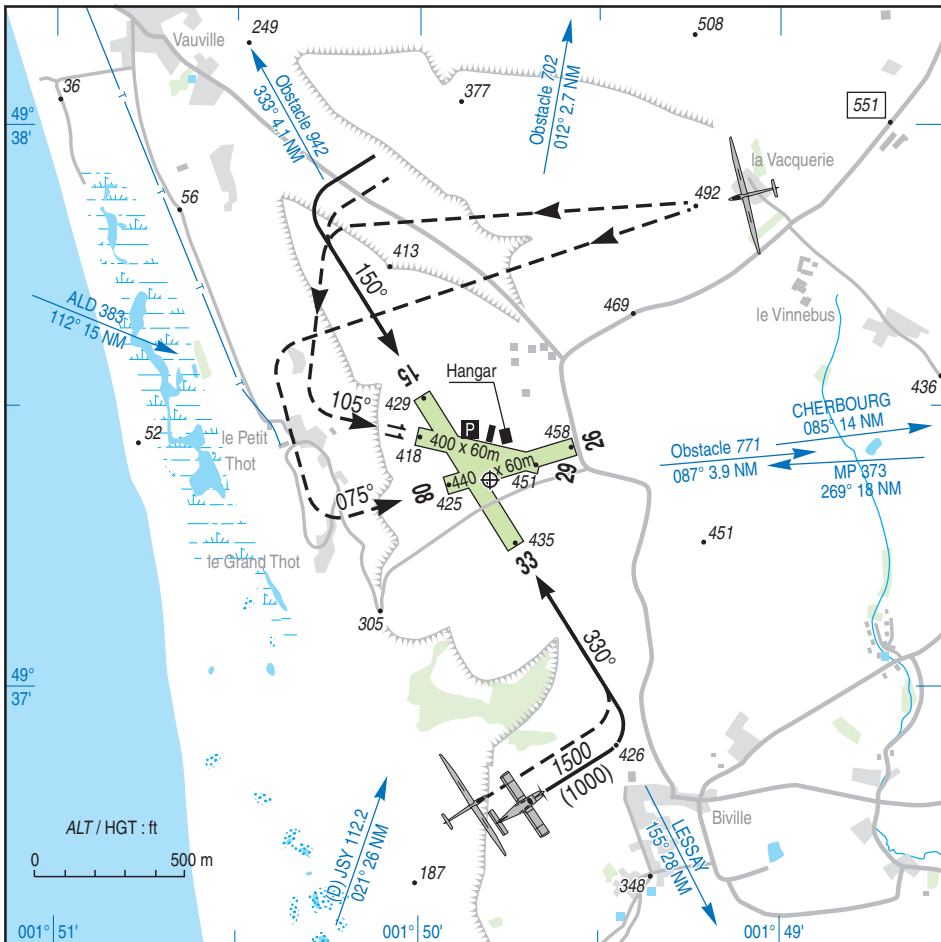 249
Vauville
508
Obstacle 942
333° 4.1 NM
Obstacle 702
012° 2.7 NM
36
377
551
49°
38'
la Vacquerie
56
492
413
150°
469
le Vinnebus
ALD 383
112° 15 NM
436
15
Hangar
429
P
105°
11
CHERBOURG
085° 14 NM
52
le Petit
Thot
418
400 x 60m
458
26
29
Obstacle 771
087° 3.9 NM
MP 373
269° 18 NM
075°
08
425
440 x 60m
451
451
435
33
le Grand Thot
305
330°
49°
37'
426
1500
(1000)
Biville
LESSAY
155° 28 NM
ALT / HGT : ft
0
500 m
(D) JSY 112.2
021° 26 NM
187
348
001° 51'
001° 50'
001° 49'